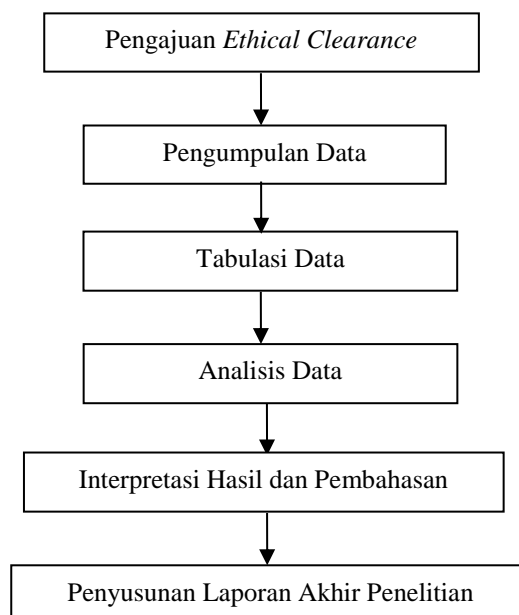 Pengajuan Ethical Clearance
Pengumpulan Data
Tabulasi Data
Analisis Data
Interpretasi Hasil dan Pembahasan
Penyusunan Laporan Akhir Penelitian